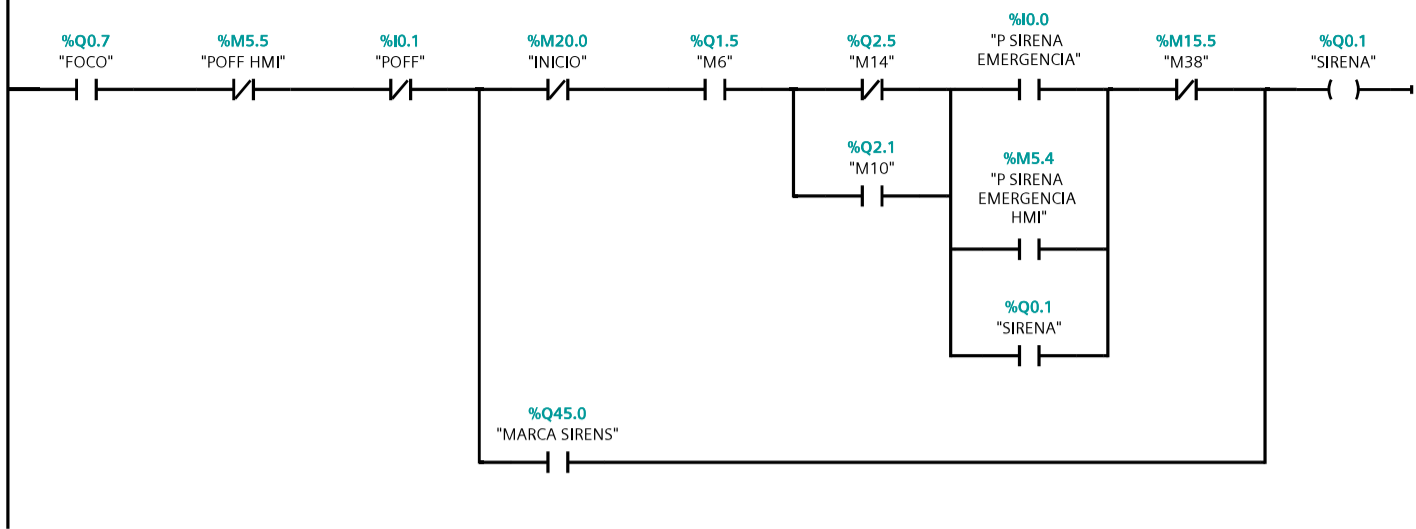 %Q0.7
"FOCO"
%M5.5
"POFF HMI"
%I0.1
"POFF"
%M20.0
"INICIO"
%Q1.5
"M6"
%Q2.5
"M14"
%I0.0
"P SIRENA
EMERGENCIA"
%M15.5
"M38"
%Q0.1
"SIRENA"
%Q2.1
"M10"
%M5.4
"P SIRENA
EMERGENCIA
HMI"
%Q0.1
"SIRENA"
%Q45.0
"MARCA SIRENS"